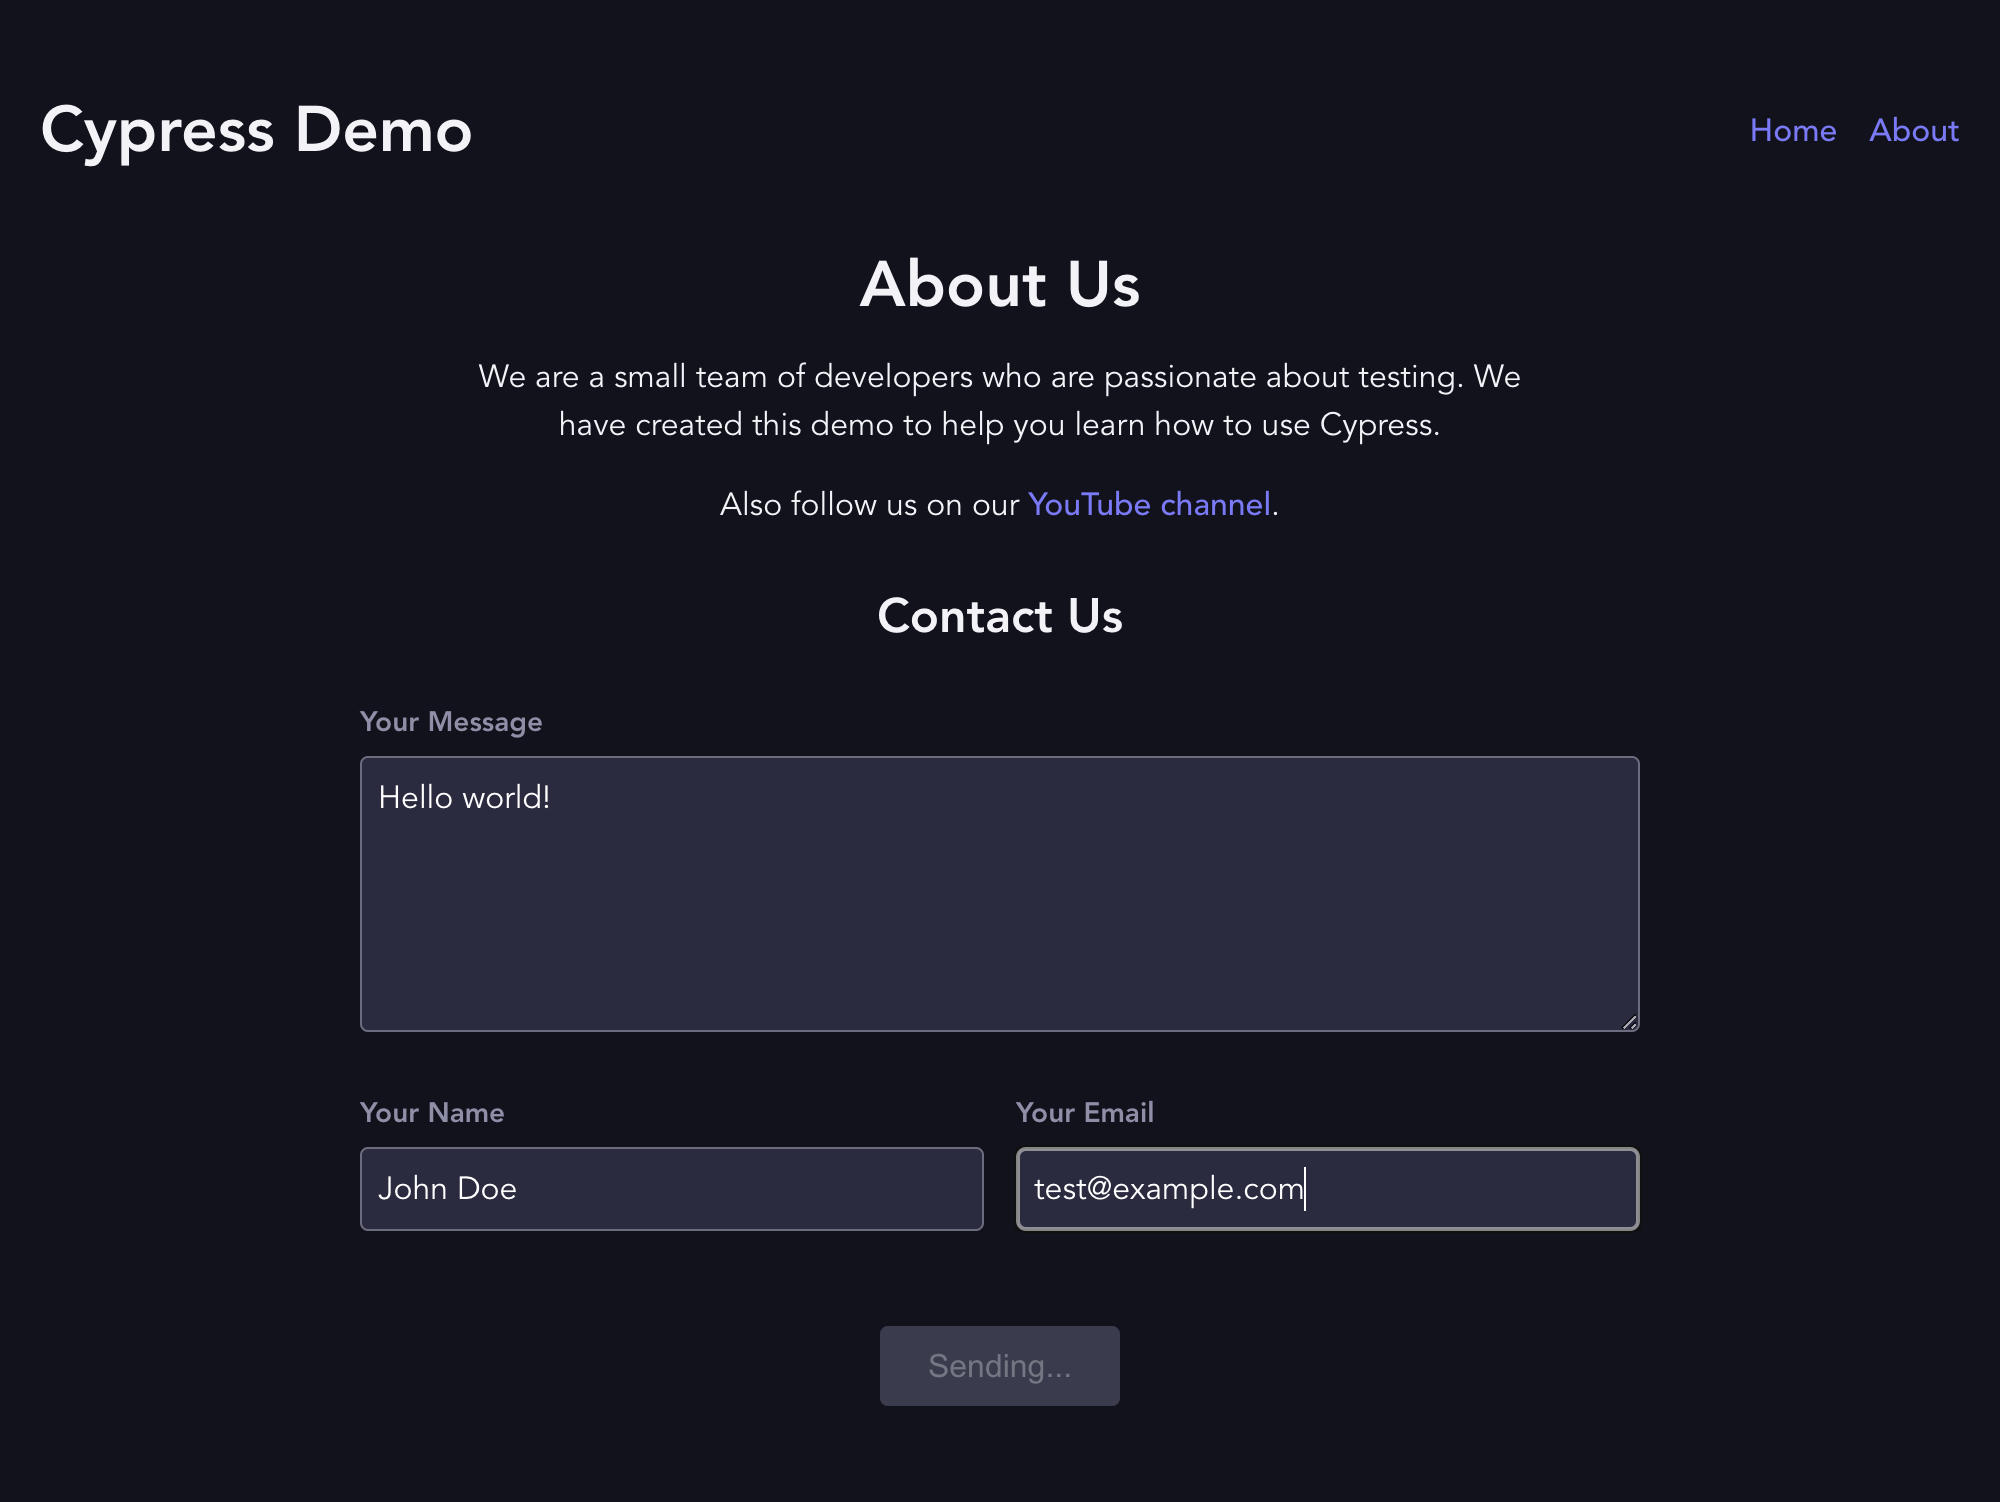 Cypress Demo
Home About
About Us
We are a small team of developers who are passionate about testing. We
have created this demo to help you learn how to use Cypress.
Also follow us on our YouTube channel.
Contact Us
Your Message
Hello world!
Your Name
Your Email
John Doe
test@example.com
Sending...